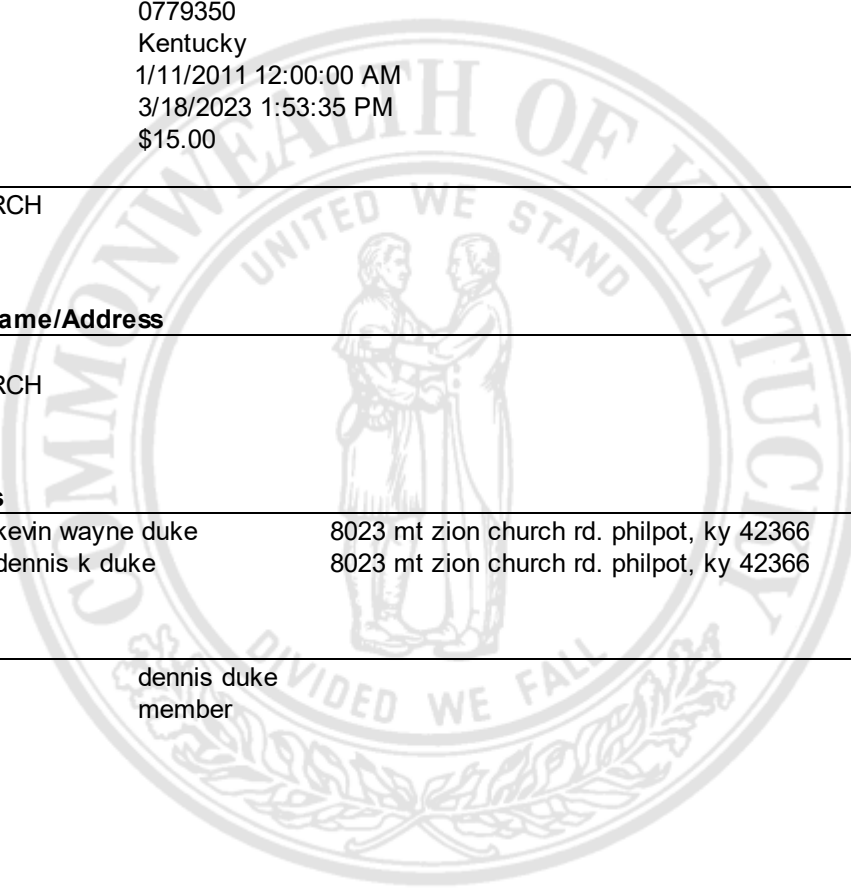 0779350
Kentucky
1/11/2011 12:00:00 AM
3/18/2023 1:53:35 PM
$15.00
RCH
ame/Address
RCH
s
kevin wayne duke 8023 mt zion church rd. philpot, ky 42366
dennis k duke 8023 mt zion church rd. philpot, ky 42366
dennis duke
member
COMMONWEALTH OF KENTUCKY
UNITED WE STAND
DIVIDED WE FALL